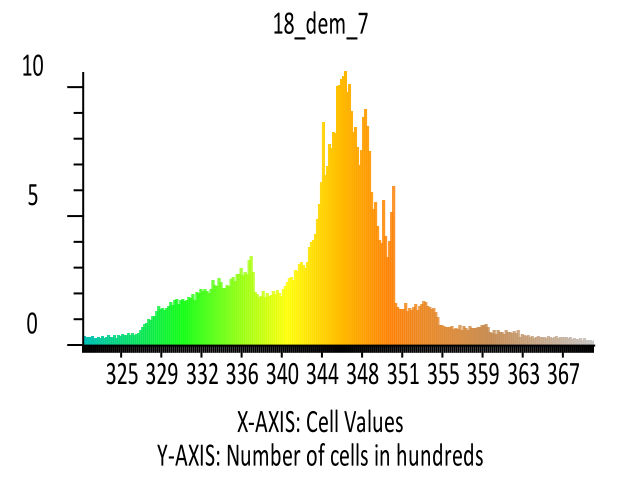 18_dem_7
10
5
0
325 329 332 336 340 344 348 351 355 359 363 367
X-AXIS: Cell Values
Y-AXIS: Number of cells in hundreds